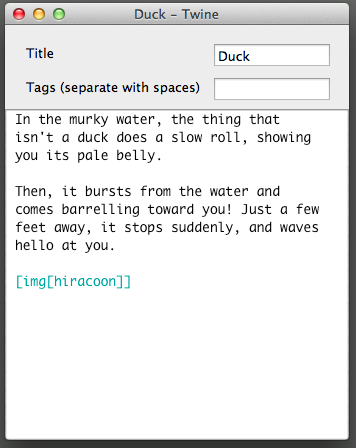 Duck – Twine
Title
Duck
Tags (separate with spaces)
In the murky water, the thing that
isn't a duck does a slow roll, showing
you its pale belly.
Then, it bursts from the water and
comes barrelling toward you! Just a few
feet away, it stops suddenly, and waves
hello at you.
[img[hiracoon]]